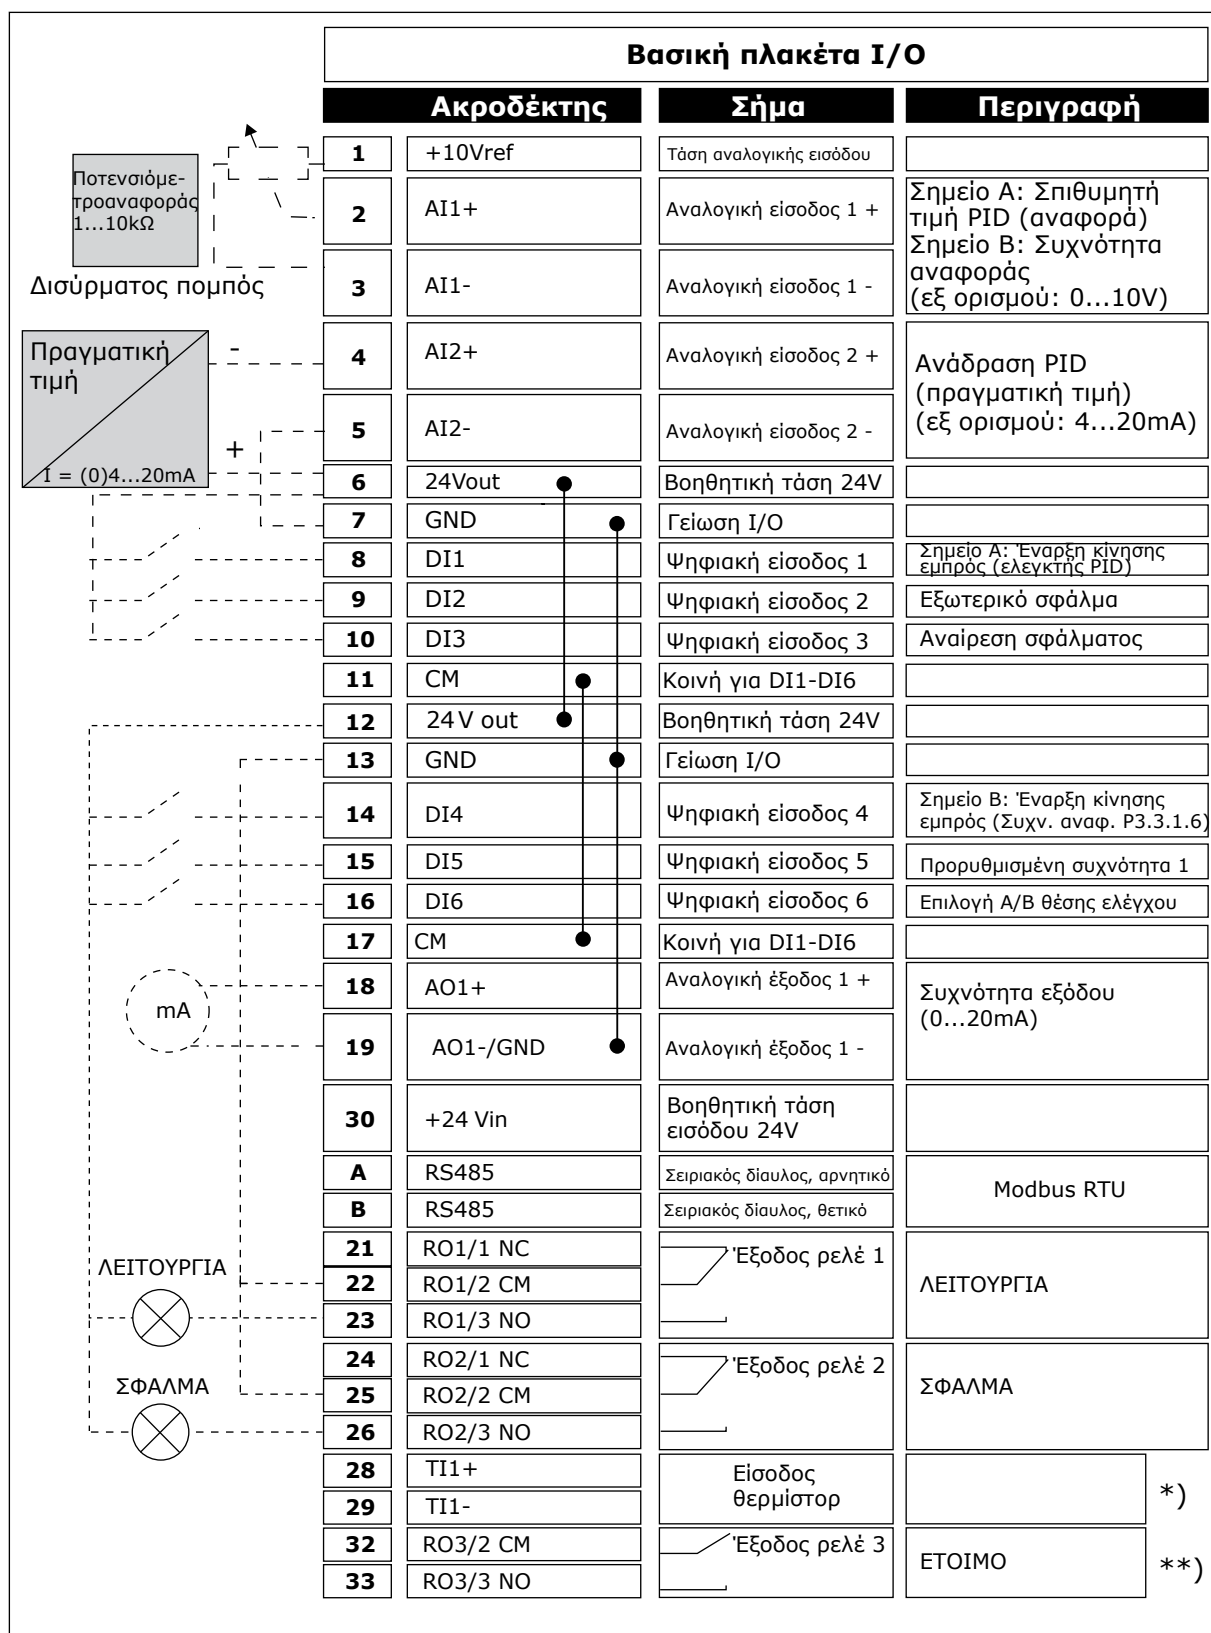 Βασική πλακέτα I/O
Ακροδέκτης Σήμα Περιγραφή
1 +10Vref Τάση αναλογικής εισόδου
Ποτενσιόμε-
τροαναφοράς
1...10kΩ
2 AI1+ Αναλογική είσοδος 1 +
Σημείο A: Σπιθυμητή
τιμή PID (αναφορά)
Σημείο B: Συχνότητα
αναφοράς
(εξ ορισμού: 0...10V)
3 AI1- Αναλογική είσοδος 1 -
Δισύρματος πομπός
Πραγματική
τιμή
-
+
I = (0)4...20mA
4 AI2+ Αναλογική είσοδος 2 +
Ανάδραση PID
(πραγματική τιμή)
(εξ ορισμού: 4...20mA)
5 AI2- Αναλογική είσοδος 2 -
6 24Vout Βοηθητική τάση 24V
7 GND Γείωση I/O
8 DI1 Ψηφιακή είσοδος 1
Σημείο A: Έναρξη κίνησης
εμπρός (ελεγκτής PID)
9 DI2 Ψηφιακή είσοδος 2 Εξωτερικό σφάλμα
10 DI3 Ψηφιακή είσοδος 3 Αναίρεση σφάλματος
11 CM Κοινή για DI1-DI6
12 24V out Βοηθητική τάση 24V
13 GND Γείωση I/O
14 DI4 Ψηφιακή είσοδος 4
Σημείο B: Έναρξη κίνησης
εμπρός (Συχν. αναφ. P3.3.1.6)
15 DI5 Ψηφιακή είσοδος 5 Προρυθμισμένη συχνότητα 1
16 DI6 Ψηφιακή είσοδος 6 Επιλογή A/B θέσης ελέγχου
17 CM Κοινή για DI1-DI6
mA
18 AO1+ Αναλογική έξοδος 1 +
Συχνότητα εξόδου
(0...20mA)
19 AO1-/GND Αναλογική έξοδος 1 -
30 +24 Vin
Βοηθητική τάση
εισόδου 24V
A RS485 Σειριακός δίαυλος, αρνητικό
Modbus RTU
B RS485 Σειριακός δίαυλος, θετικό
21 RO1/1 NC Έξοδος ρελέ 1
ΛΕΙΤΟΥΡΓΙΑ
22 RO1/2 CM ΛΕΙΤΟΥΡΓΙΑ
23 RO1/3 NO
24 RO2/1 NC Έξοδος ρελέ 2
ΣΦΑΛΜΑ
25 RO2/2 CM ΣΦΑΛΜΑ
26 RO2/3 NO
28 TI1+
Είσοδος
θερμίστορ
*)
29 TI1-
32 RO3/2 CM Έξοδος ρελέ 3
ΕΤΟΙΜΟ **)
33 RO3/3 NO